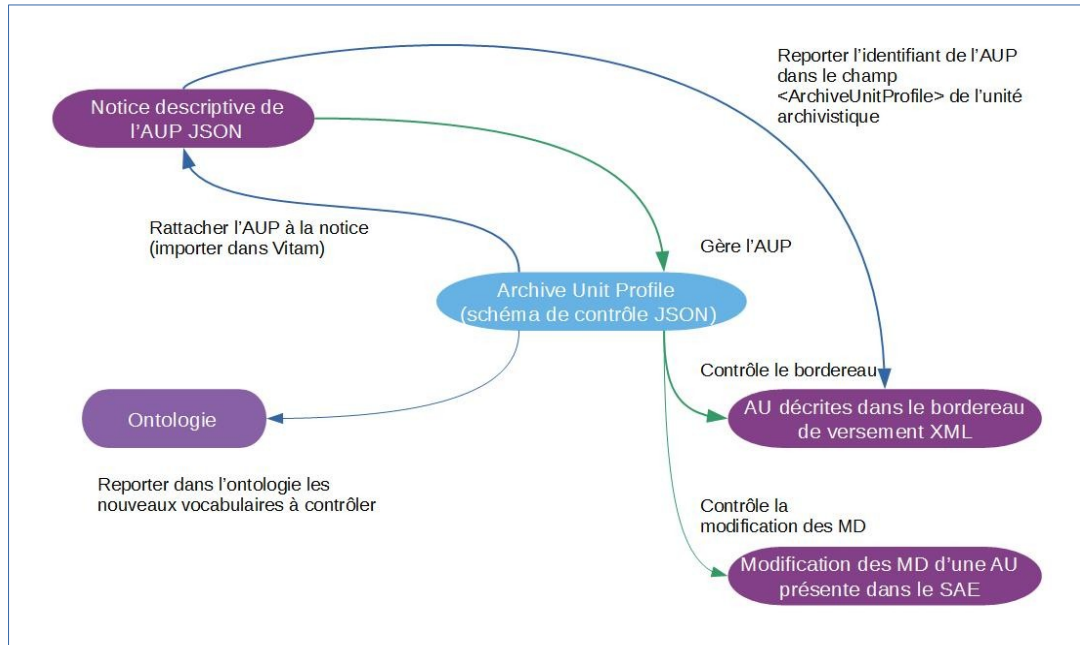 Reporter l'identifiant de l'AUP
dans le champ
<ArchiveUnitProfile> de l'unité
archivistique
Notice descriptive de
l'AUP JSON
Rattacher l'AUP à la notice
(importer dans Vitam)
Gère l'AUP
Archive Unit Profile
(schéma de contrôle JSON)
Contrôle le bordereau
Ontologie
AU décrites dans le bordereau
de versement XML
Reporter dans l'ontologie les
nouveaux vocabulaires à contrôler
Contrôle la
modification des MD
Modification des MD d'une AU
présente dans le SAE